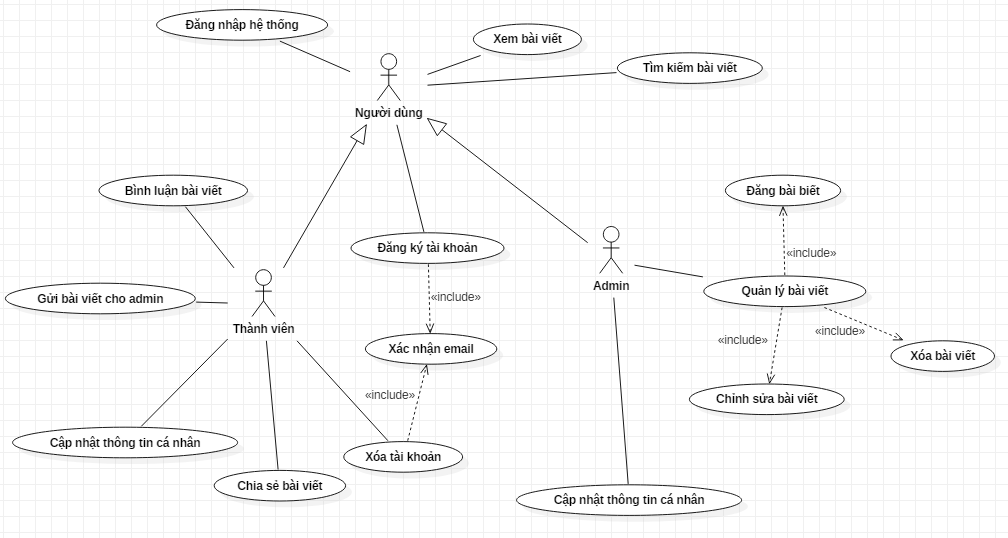 Đăng nhập hệ thống
Xem bài viết
Tìm kiếm bài viết
Người dùng
Bình luận bài viết
Đăng bài biết
Đăng ký tài khoản
«include»
Admin
Quản lý bài viết
Gửi bài viết cho admin
«include»
Thành viên
«include»
«include»
Xác nhận email
Xóa bài viết
«include»
Chỉnh sửa bài viết
Cập nhật thông tin cá nhân
Xóa tài khoản
Chia sẻ bài viết
Cập nhật thông tin cá nhân